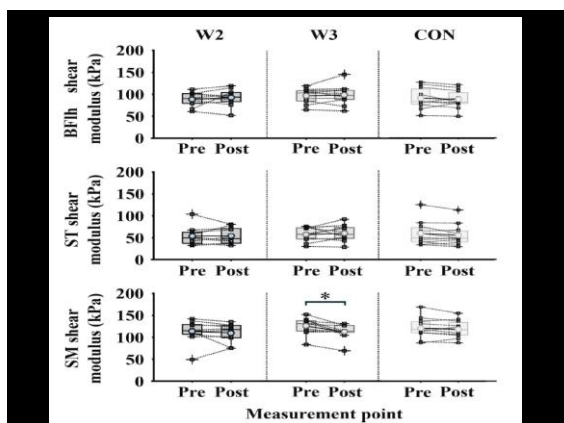 W2 W3 CON
BFlh shear
modulus (kPa)
200
150
100
50
0
Pre Post Pre Post Pre Post
ST shear
modulus (kPa)
200
150
100
50
0
Pre Post Pre Post Pre Post
SM shear
modulus (kPa)
200
150
100
50
0
*
Pre Post Pre Post Pre Post
Measurement point